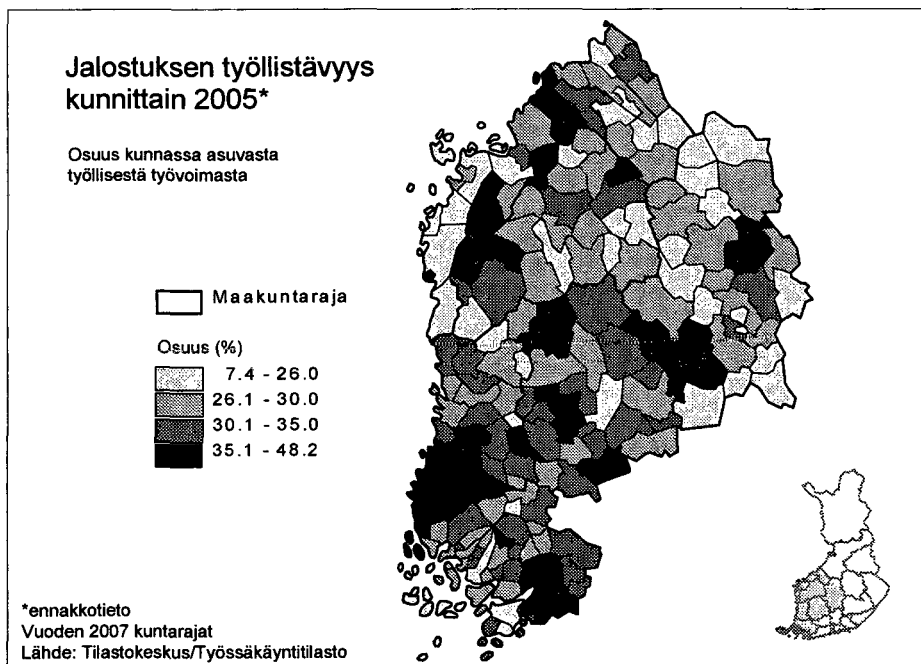 Jalostuksen työllistävyys
kunnittain 2005*
Osuus kunnassa asuvasta
työllisestä työvoimasta
Maakuntaraja
Osuus (%)
7.4 - 26.0
26.1 - 30.0
30.1 - 35.0
35.1 - 48.2
*ennakkotieto
Vuoden 2007 kuntarajat
Lähde: Tilastokeskus/Työssäkäyntitilasto